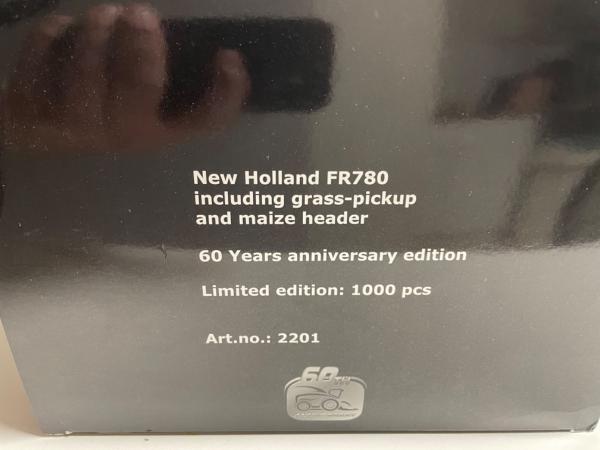 New Holland FR780
including grass-pickup
and maize header
60 Years anniversary edition
Limited edition: 1000 pcs
Art.no.: 2201
60TH